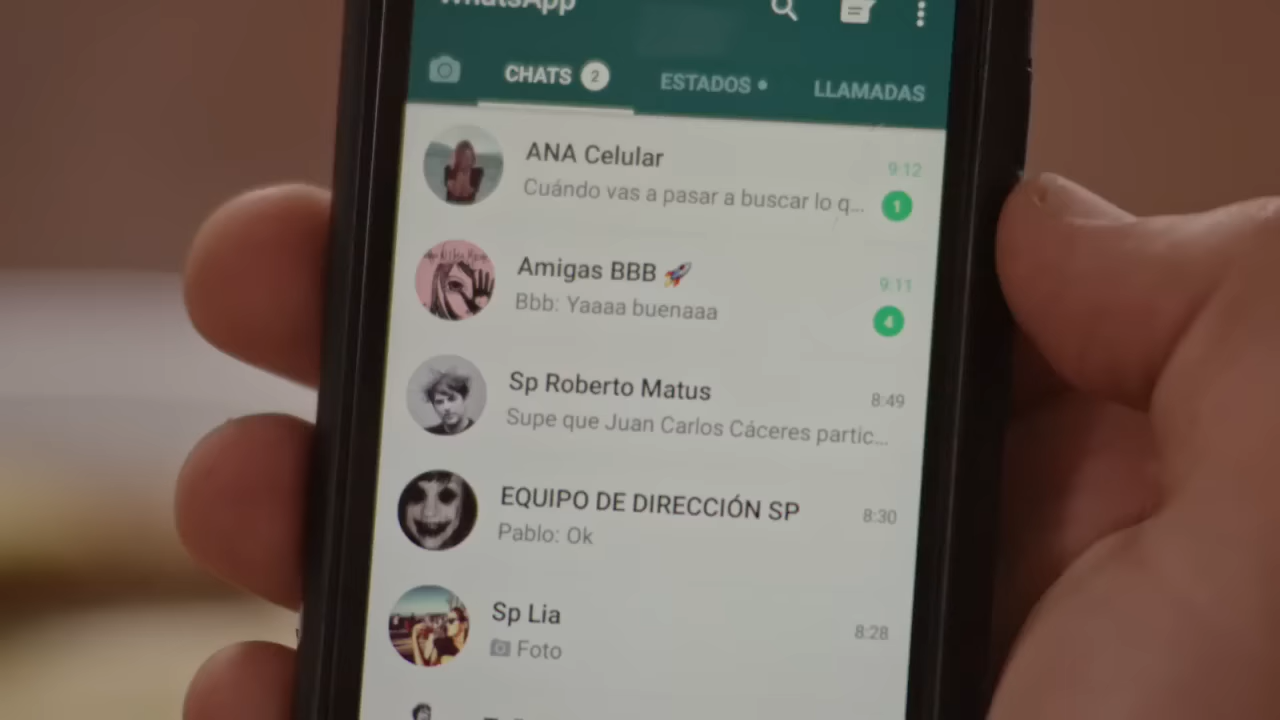 WhatsApp
CHATS 2
ESTADOS
LLAMADAS
ANA Celular
9:12
Cuándo vas a pasar a buscar lo q...
1
Amigas BBB 🚀
9:11
Bbb: Yaaaa buenaaa
4
Sp Roberto Matus
8:49
Supe que Juan Carlos Cáceres partic...
EQUIPO DE DIRECCIÓN SP
8:30
Pablo: Ok
Sp Lia
8:28
Foto